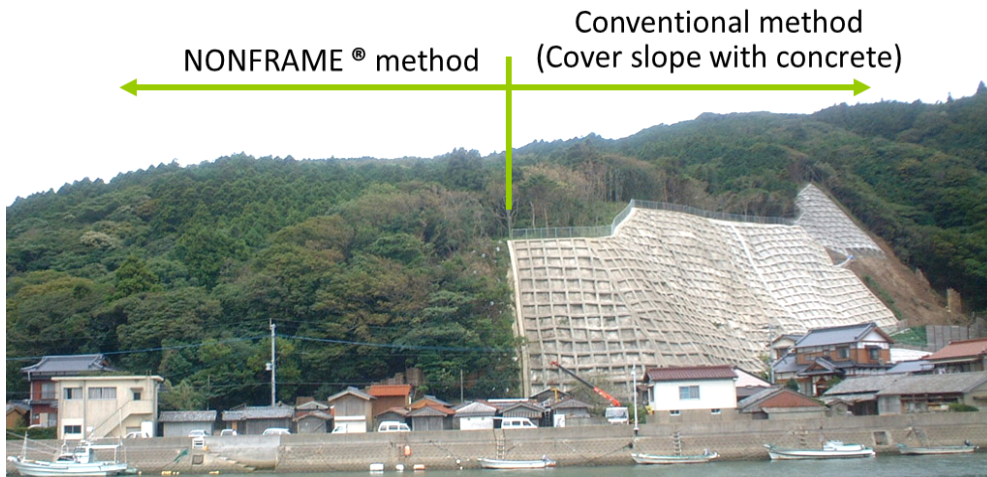 NONFRAME ® method
Conventional method
(Cover slope with concrete)